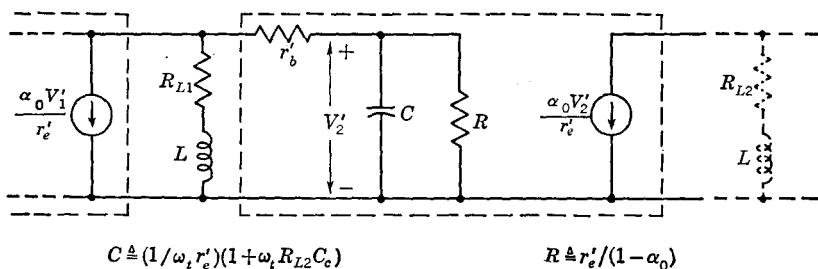 α₀V₁′
r_e′
R_L1
L
r_b′
+
V₂′
−
C
R
α₀V₂′
r_e′
R_L2
L
C ≜ (1/ω_t r_e′)(1+ω_t R_L2 C_c)
R ≜ r_e′/(1−α₀)